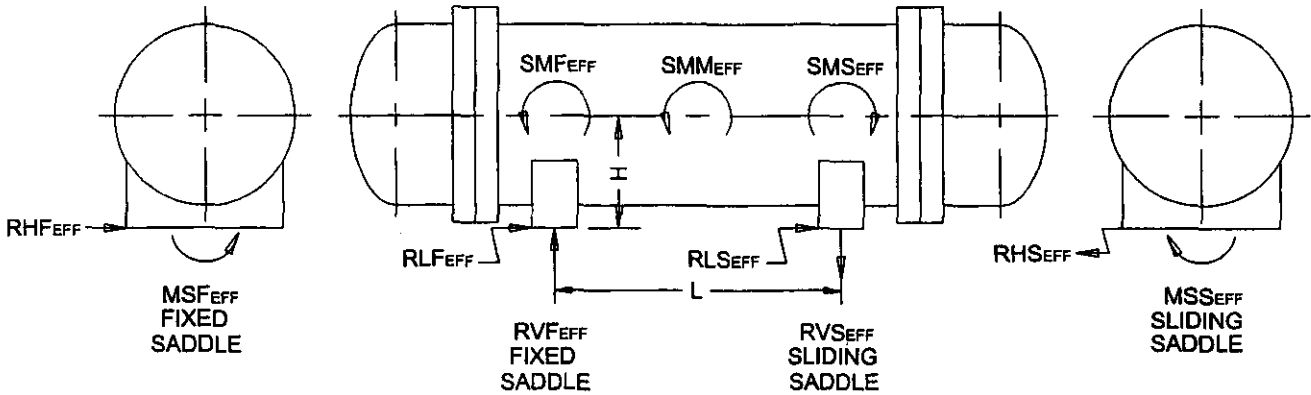 SMFEFF
SMMEFF
SMSEFF
H
RHFEFF
RLFEFF
RLSEFF
RHSEFF
L
MSFEFF
FIXED
SADDLE
RVFEFF
FIXED
SADDLE
RVSEFF
SLIDING
SADDLE
MSSEFF
SLIDING
SADDLE